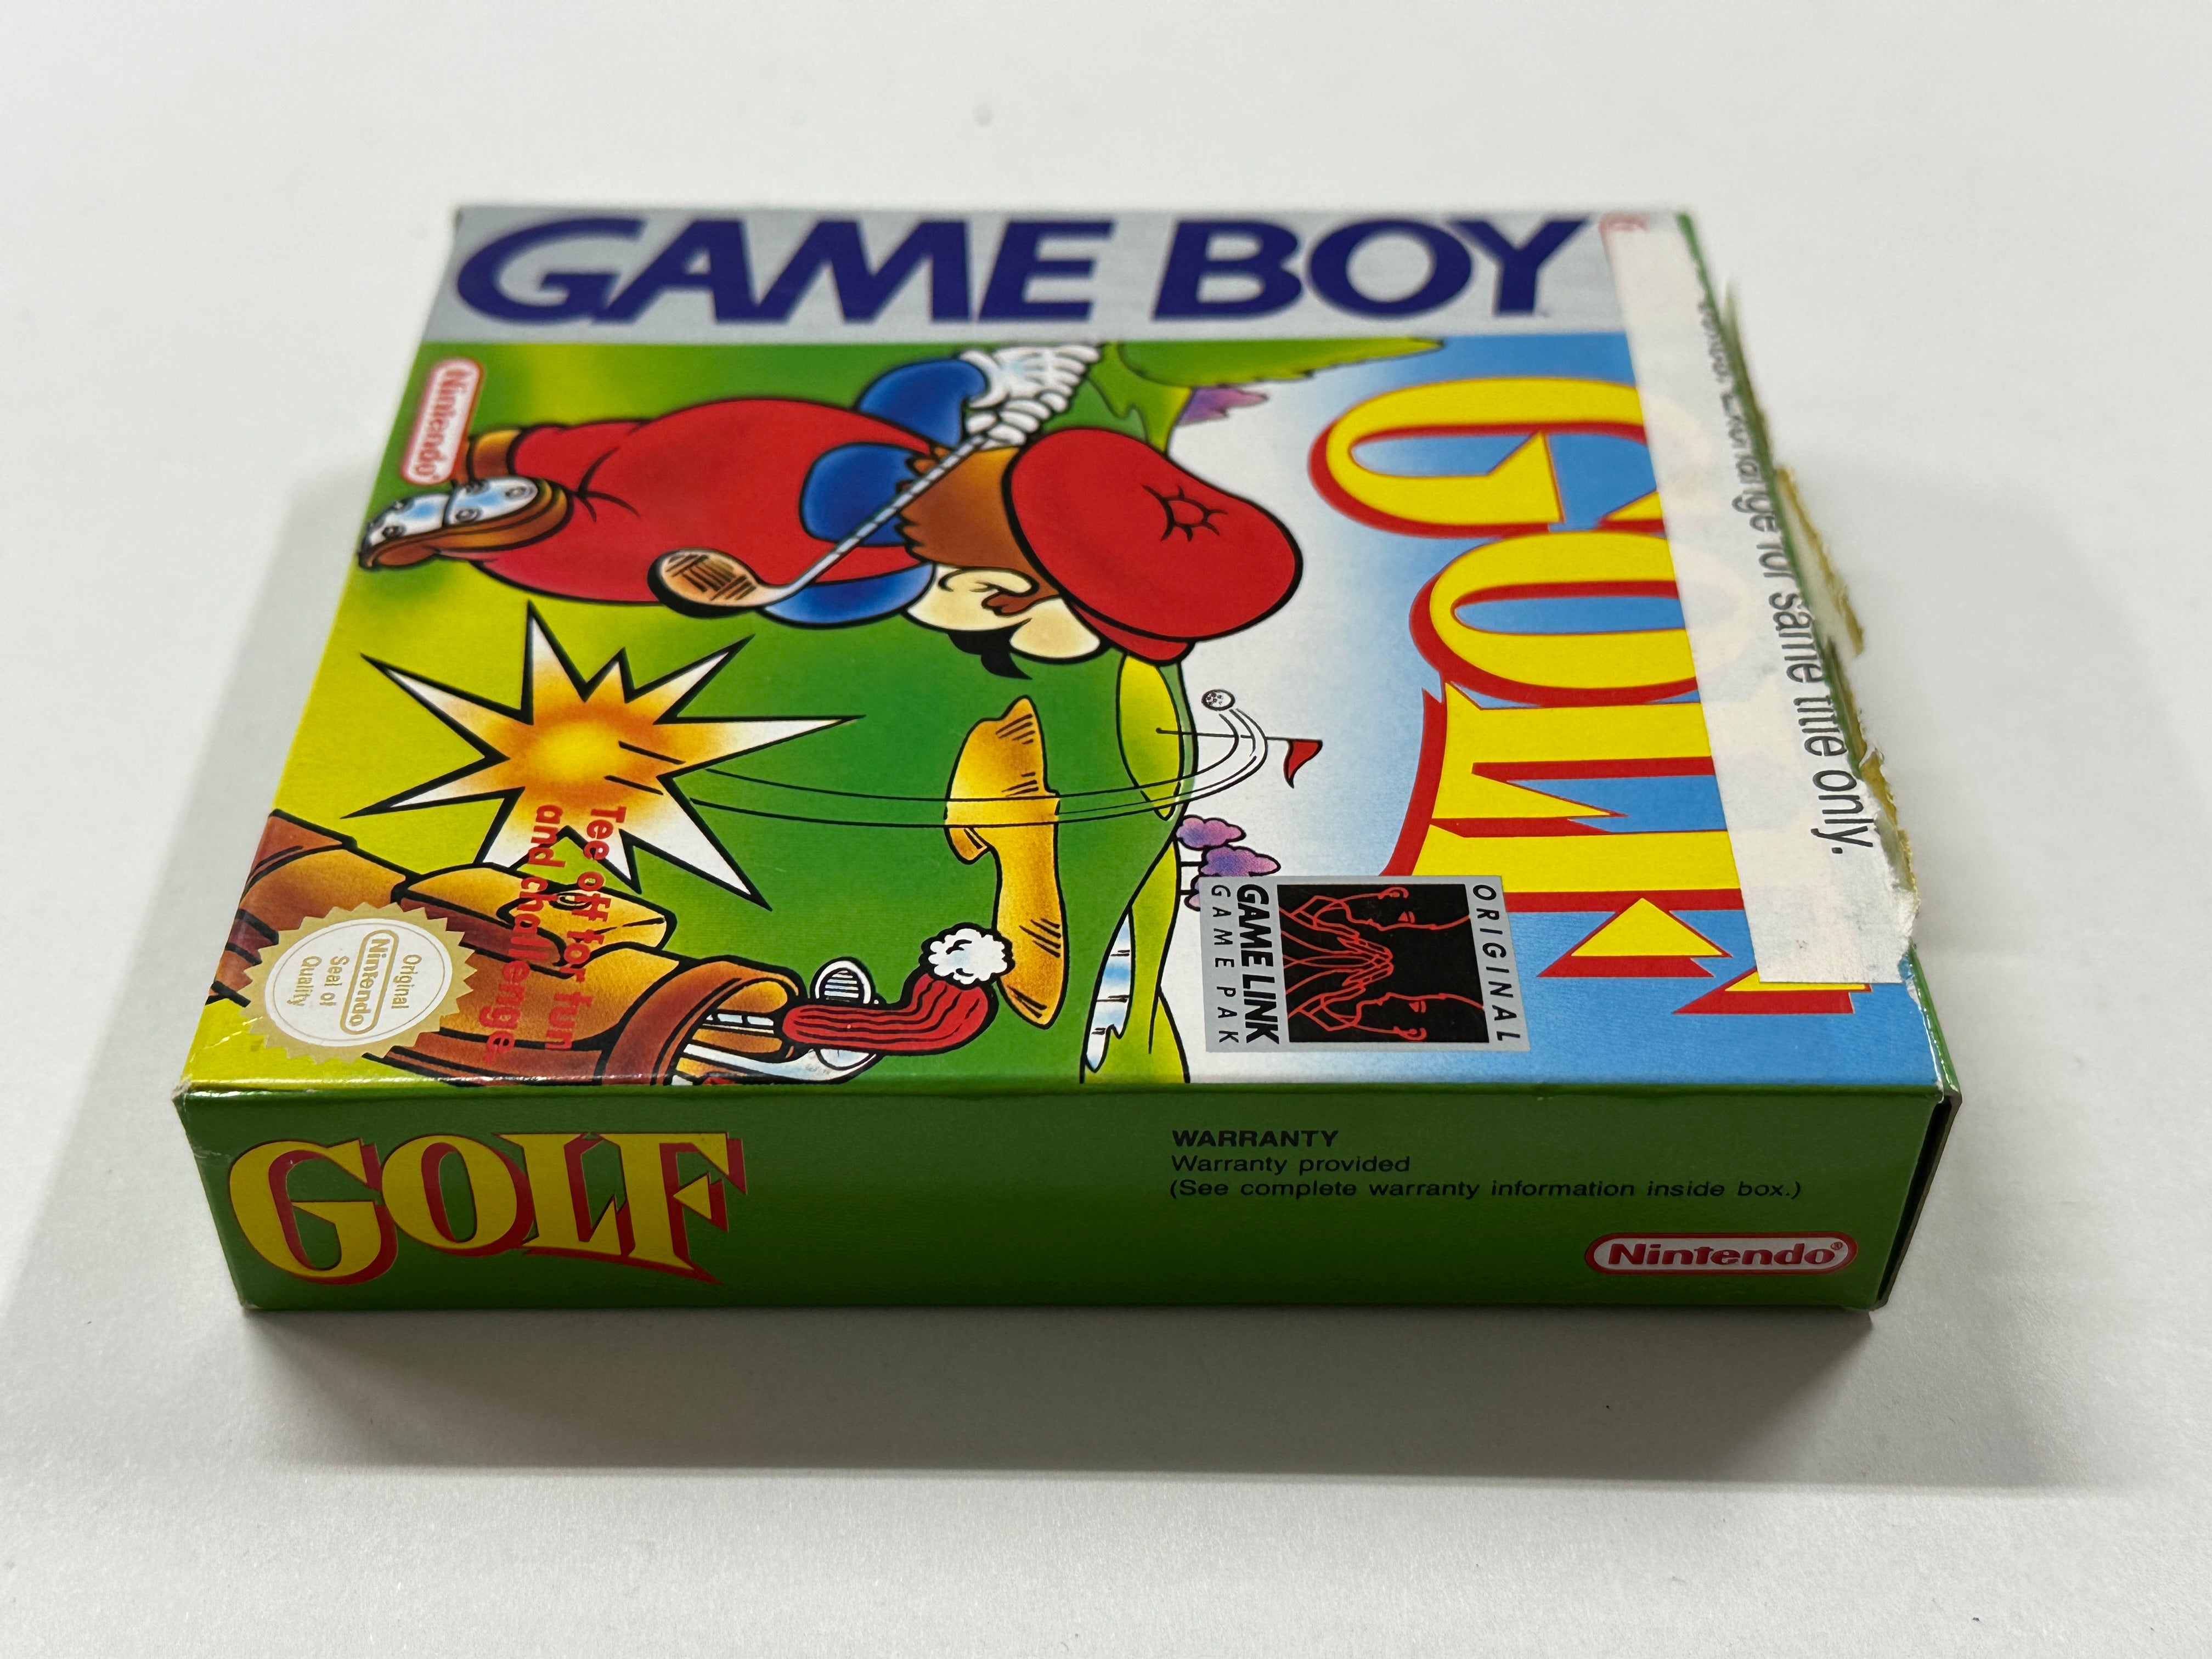 GAME BOY
GOLF
Nintendo
Tee off for fun
and challenge.
Original
Nintendo
Seal of
Quality
ORIGINAL
GAME LINK
GAME PAK
for same title only.
GOLF
WARRANTY
Warranty provided
(See complete warranty information inside box.)
Nintendo®